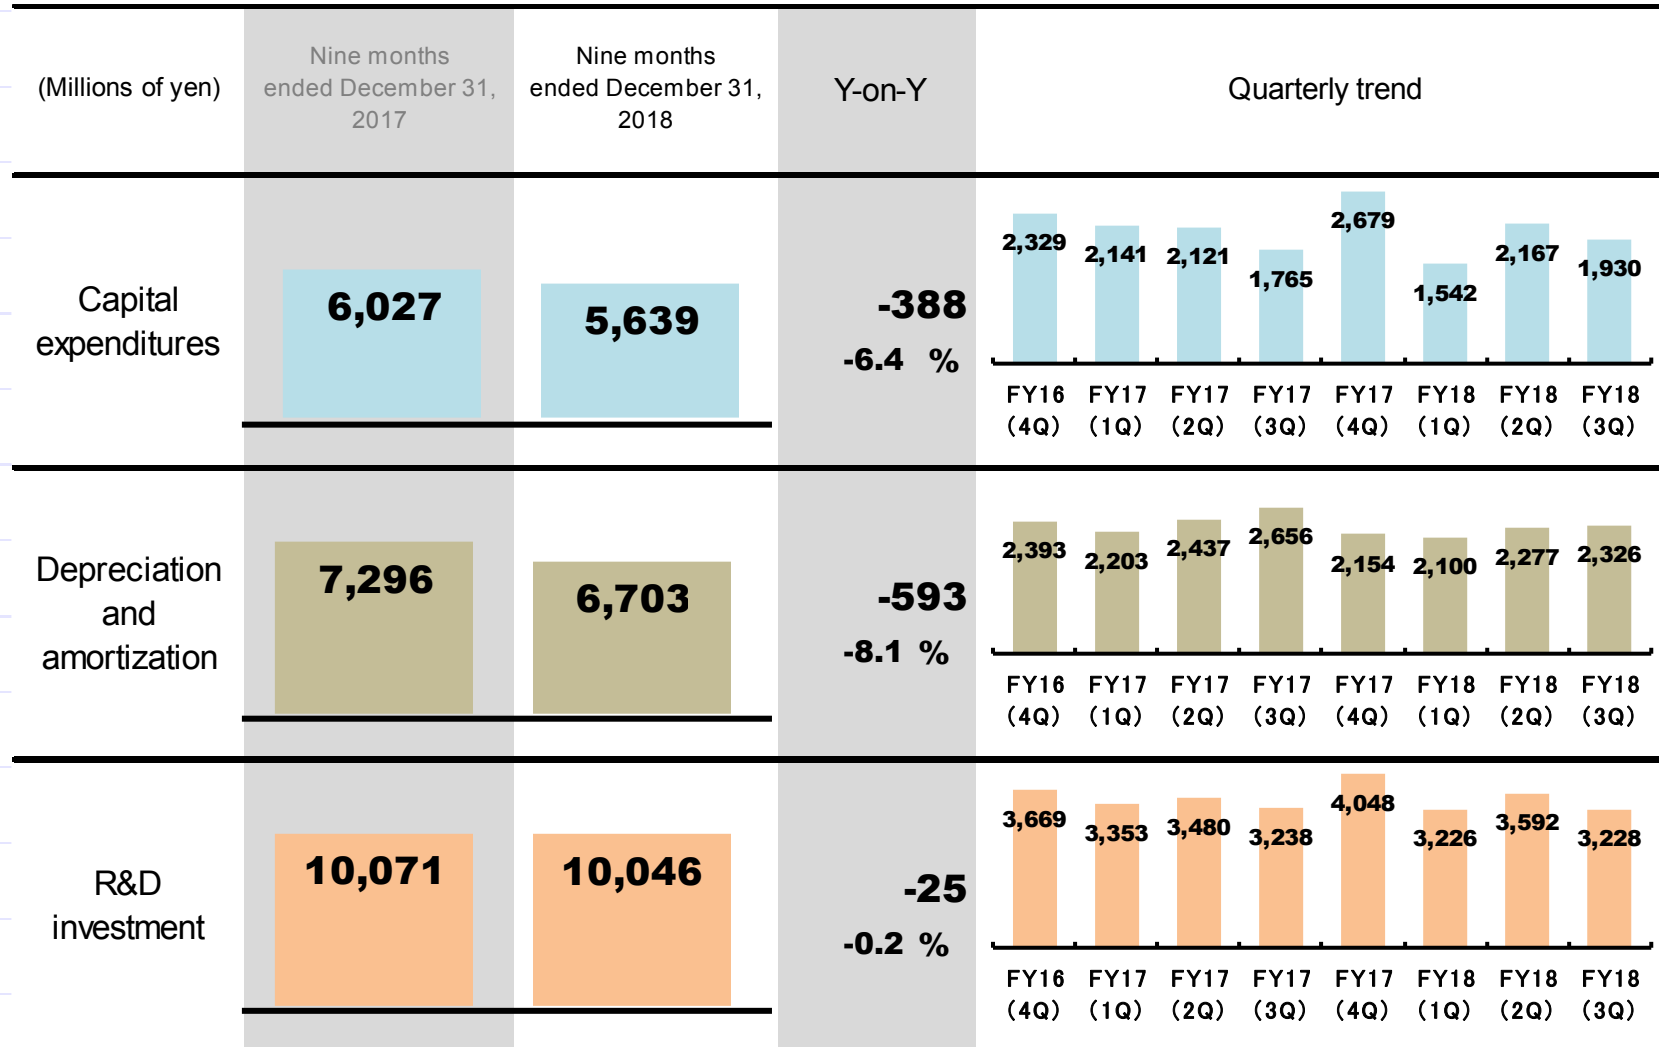 (Millions of yen)
Nine months
ended December 31,
2017
Nine months
ended December 31,
2018
Y-on-Y
Quarterly trend
Capital
expenditures
6,027
5,639
-388
-6.4 %
2,329
2,141
2,121
1,765
2,679
1,542
2,167
1,930
FY16 FY17 FY17 FY17 FY17 FY18 FY18 FY18
(4Q) (1Q) (2Q) (3Q) (4Q) (1Q) (2Q) (3Q)
Depreciation
and
amortization
7,296
6,703
-593
-8.1 %
2,393
2,203
2,437
2,656
2,154
2,100
2,277
2,326
FY16 FY17 FY17 FY17 FY17 FY18 FY18 FY18
(4Q) (1Q) (2Q) (3Q) (4Q) (1Q) (2Q) (3Q)
R&D
investment
10,071
10,046
-25
-0.2 %
3,669
3,353
3,480
3,238
4,048
3,226
3,592
3,228
FY16 FY17 FY17 FY17 FY17 FY18 FY18 FY18
(4Q) (1Q) (2Q) (3Q) (4Q) (1Q) (2Q) (3Q)